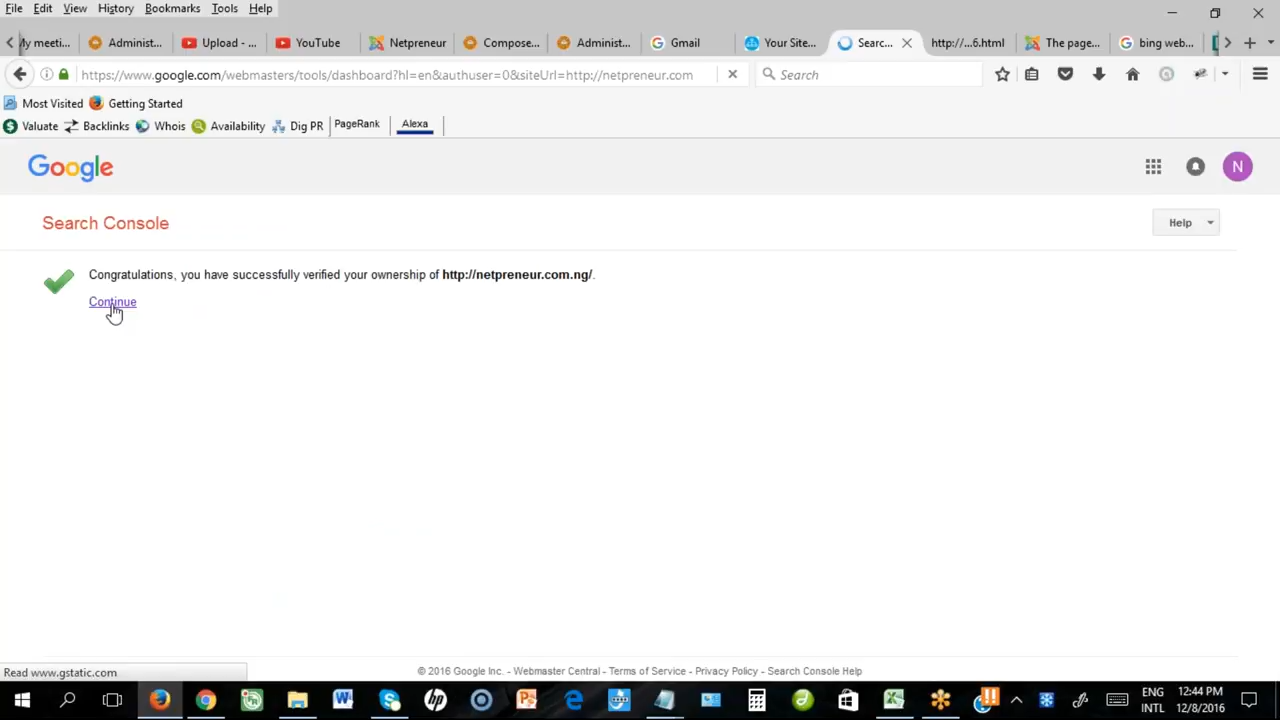 File Edit View History Bookmarks Tools Help
My meeti... Administ... Upload - ... YouTube Netpreneur Compose... Administ... Gmail Your Site... Searc... http:/...6.html The page... bing web...
https://www.google.com/webmasters/tools/dashboard?hl=en&authuser=0&siteUrl=http://netpreneur.com Search
Most Visited Getting Started
Valuate Backlinks Whois Availability Dig PR PageRank Alexa
Google N
Search Console Help
Congratulations, you have successfully verified your ownership of http://netpreneur.com.ng/.
Continue
Read www.gstatic.com
© 2016 Google Inc. - Webmaster Central - Terms of Service - Privacy Policy - Search Console Help
ENG 12:44 PM
INTL 12/8/2016